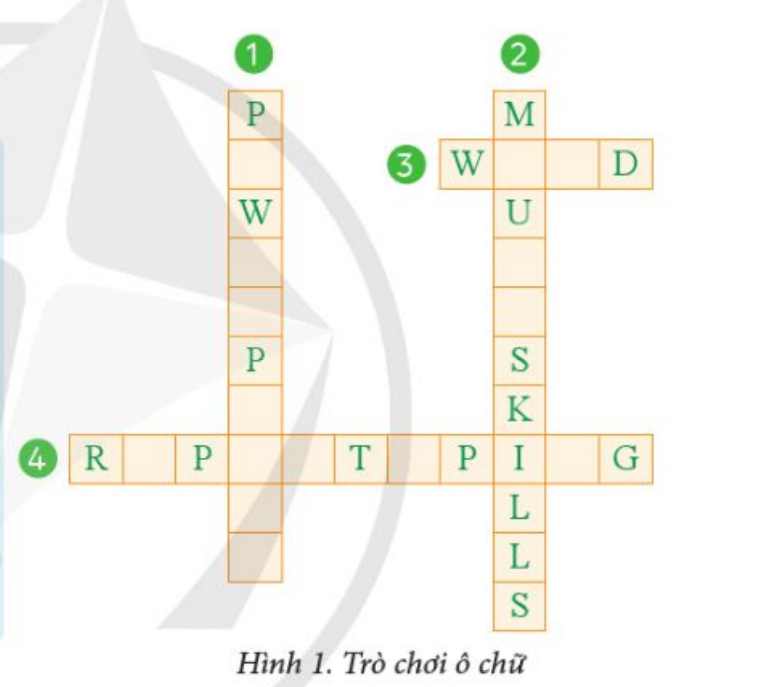 1 2
P M
3 W D
W U
P S
K
4 R P T P I G
L
L
S
Hình 1. Trò chơi ô chữ